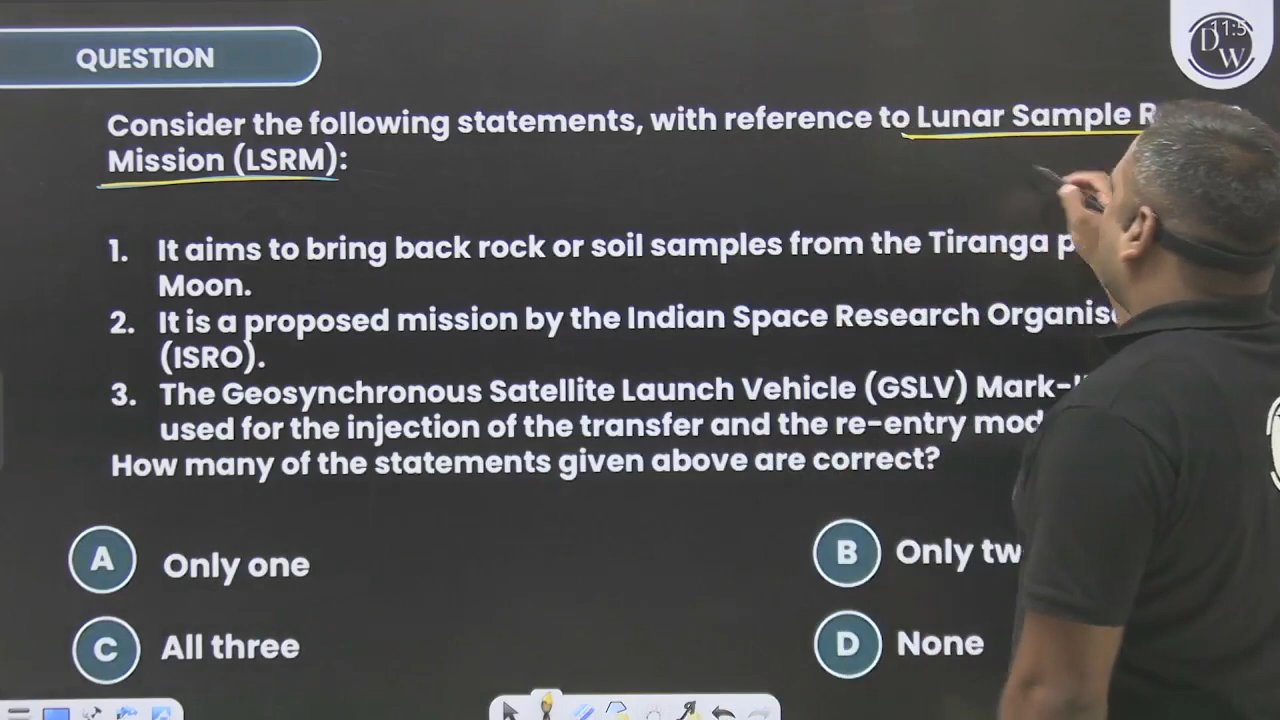 QUESTION
11:5
D
W
Consider the following statements, with reference to Lunar Sample
Mission (LSRM):
1. It aims to bring back rock or soil samples from the Tiranga
Moon.
2. It is a proposed mission by the Indian Space Research
(ISRO).
3. The Geosynchronous Satellite Launch Vehicle (GSLV)
used for the injection of the transfer and the re-entry
How many of the statements given above are correct?
A Only one
B Only
C All three
D None